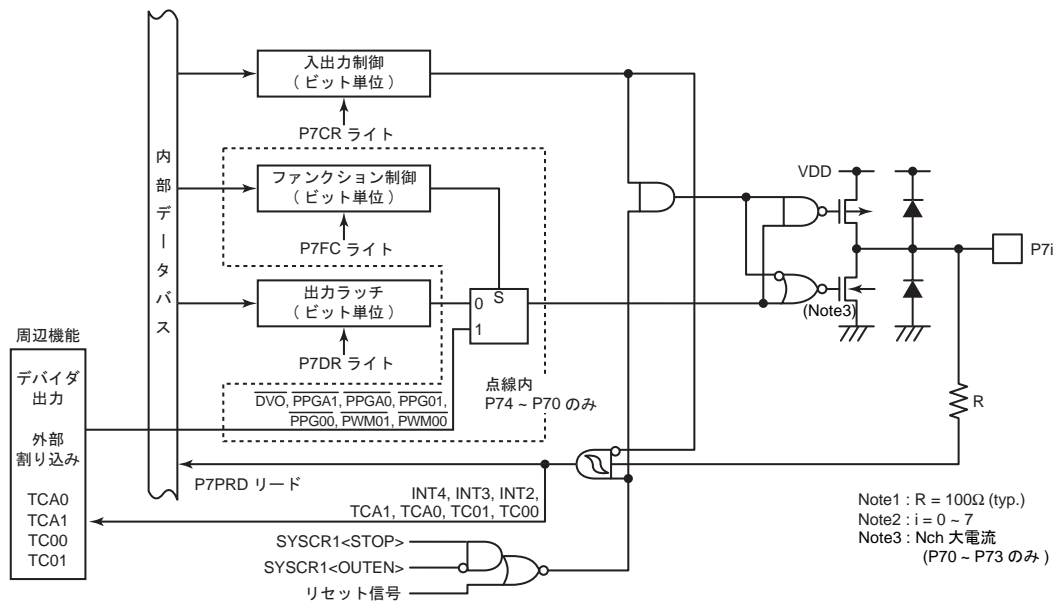 入出力制御
( ビット単位 )
P7CR ライト
内部データバス
ファンクション制御
( ビット単位 )
P7FC ライト
VDD
P7i
出力ラッチ
( ビット単位 )
P7DR ライト
0
S
1
(Note3)
周辺機能
デバイダ
出力
外部
割り込み
TCA0
TCA1
TC00
TC01
DVO, PPGA1, PPGA0, PPG01,
PPG00, PWM01, PWM00
点線内
P74 ~ P70 のみ
R
P7PRD リード
INT4, INT3, INT2,
TCA1, TCA0, TC01, TC00
SYSCR1<STOP>
SYSCR1<OUTEN>
リセット信号
Note1 : R = 100Ω (typ.)
Note2 : i = 0 ~ 7
Note3 : Nch 大電流
(P70 ~ P73 のみ )